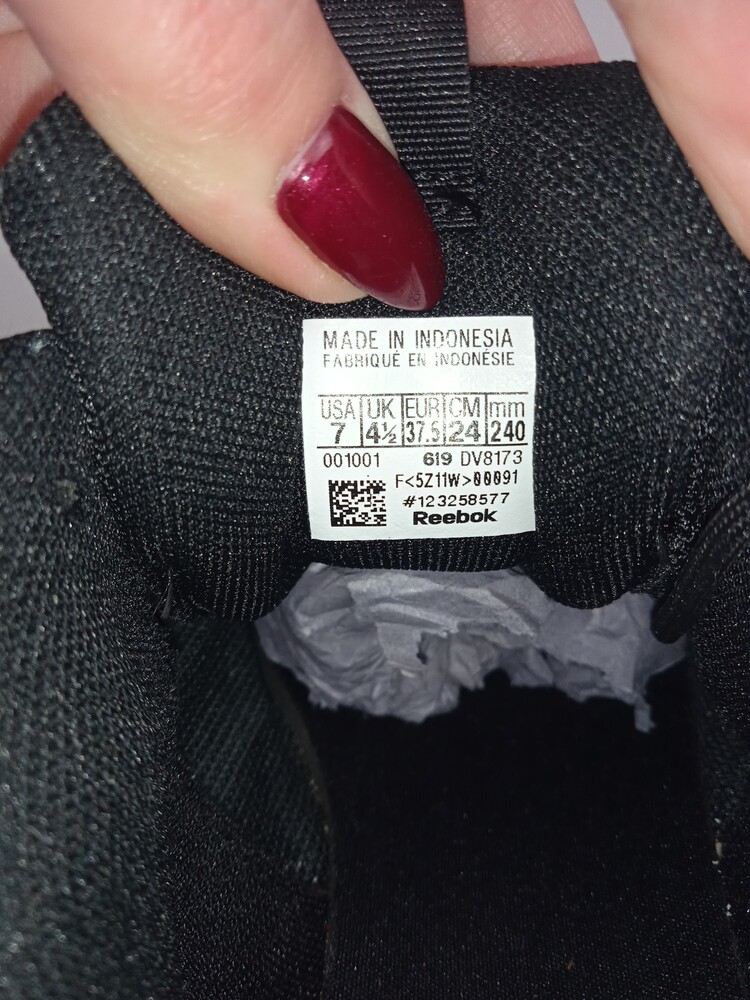 MADE IN INDONESIA
FABRIQUÉ EN INDONÉSIE
USA UK EUR CM mm
7 4½ 37.5 24 240
001001 619 DV8173
F<5Z11W>00091
#123258577
Reebok